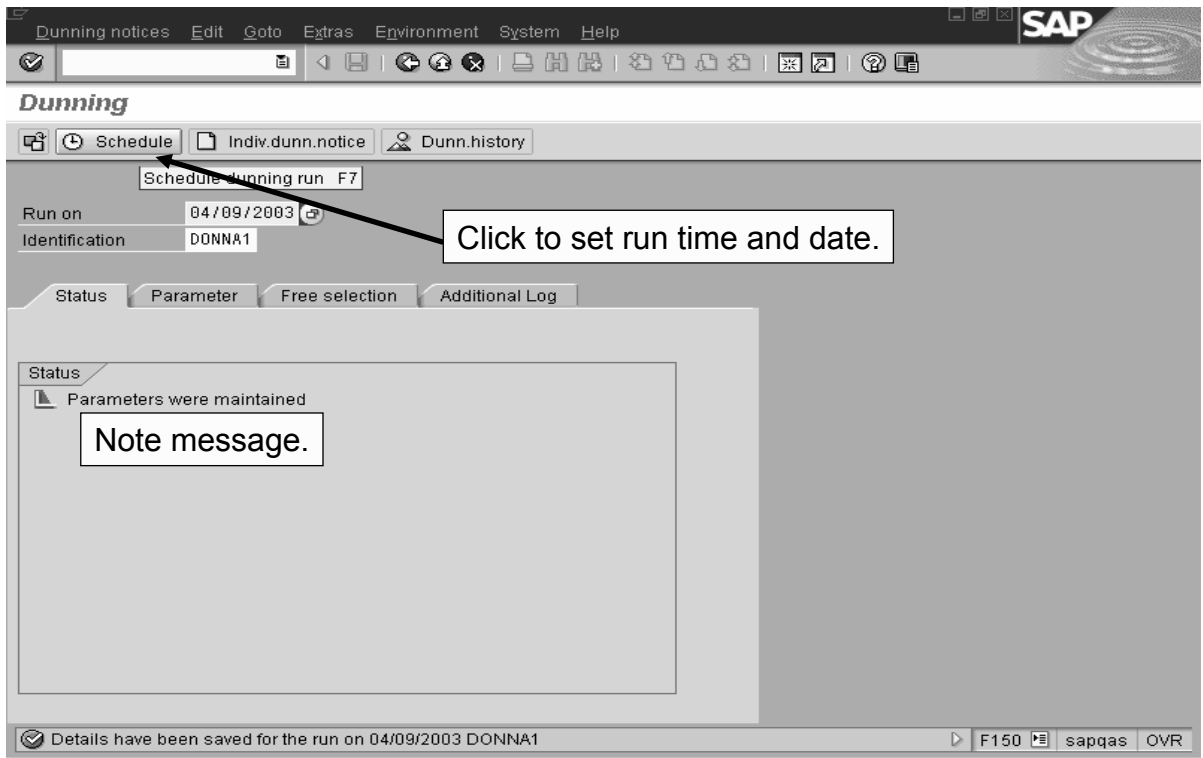 Dunning notices Edit Goto Extras Environment System Help
SAP
Dunning
Schedule Indiv.dunn.notice Dunn.history
Schedule dunning run F7
Run on 04/09/2003
Identification DONNA1
Click to set run time and date.
Status Parameter Free selection Additional Log
Status
Parameters were maintained
Note message.
Details have been saved for the run on 04/09/2003 DONNA1
F150 sapqas OVR